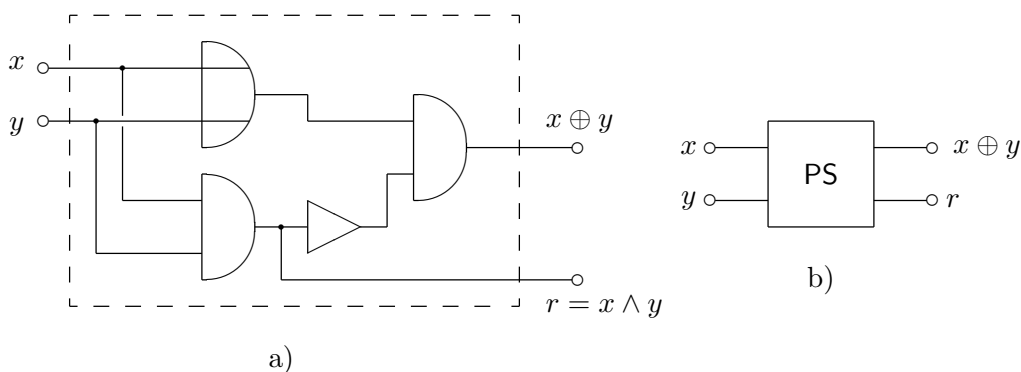 x
y
x ⊕ y
r = x ∧ y
a)
x
y
PS
x ⊕ y
r
b)